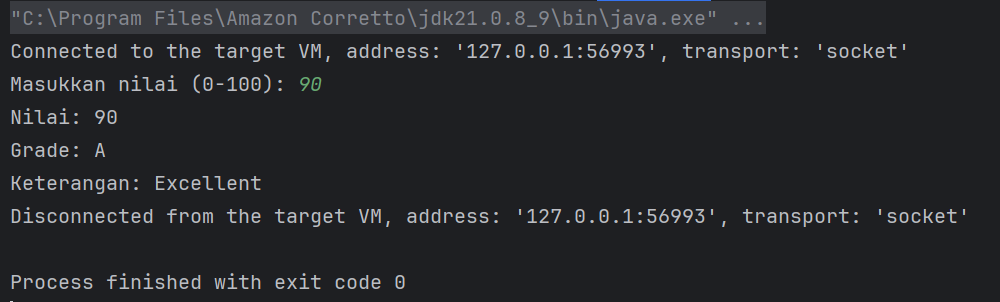 "C:\Program Files\Amazon Corretto\jdk21.0.8_9\bin\java.exe" ...
Connected to the target VM, address: '127.0.0.1:56993', transport: 'socket'
Masukkan nilai (0-100): 90
Nilai: 90
Grade: A
Keterangan: Excellent
Disconnected from the target VM, address: '127.0.0.1:56993', transport: 'socket'
Process finished with exit code 0